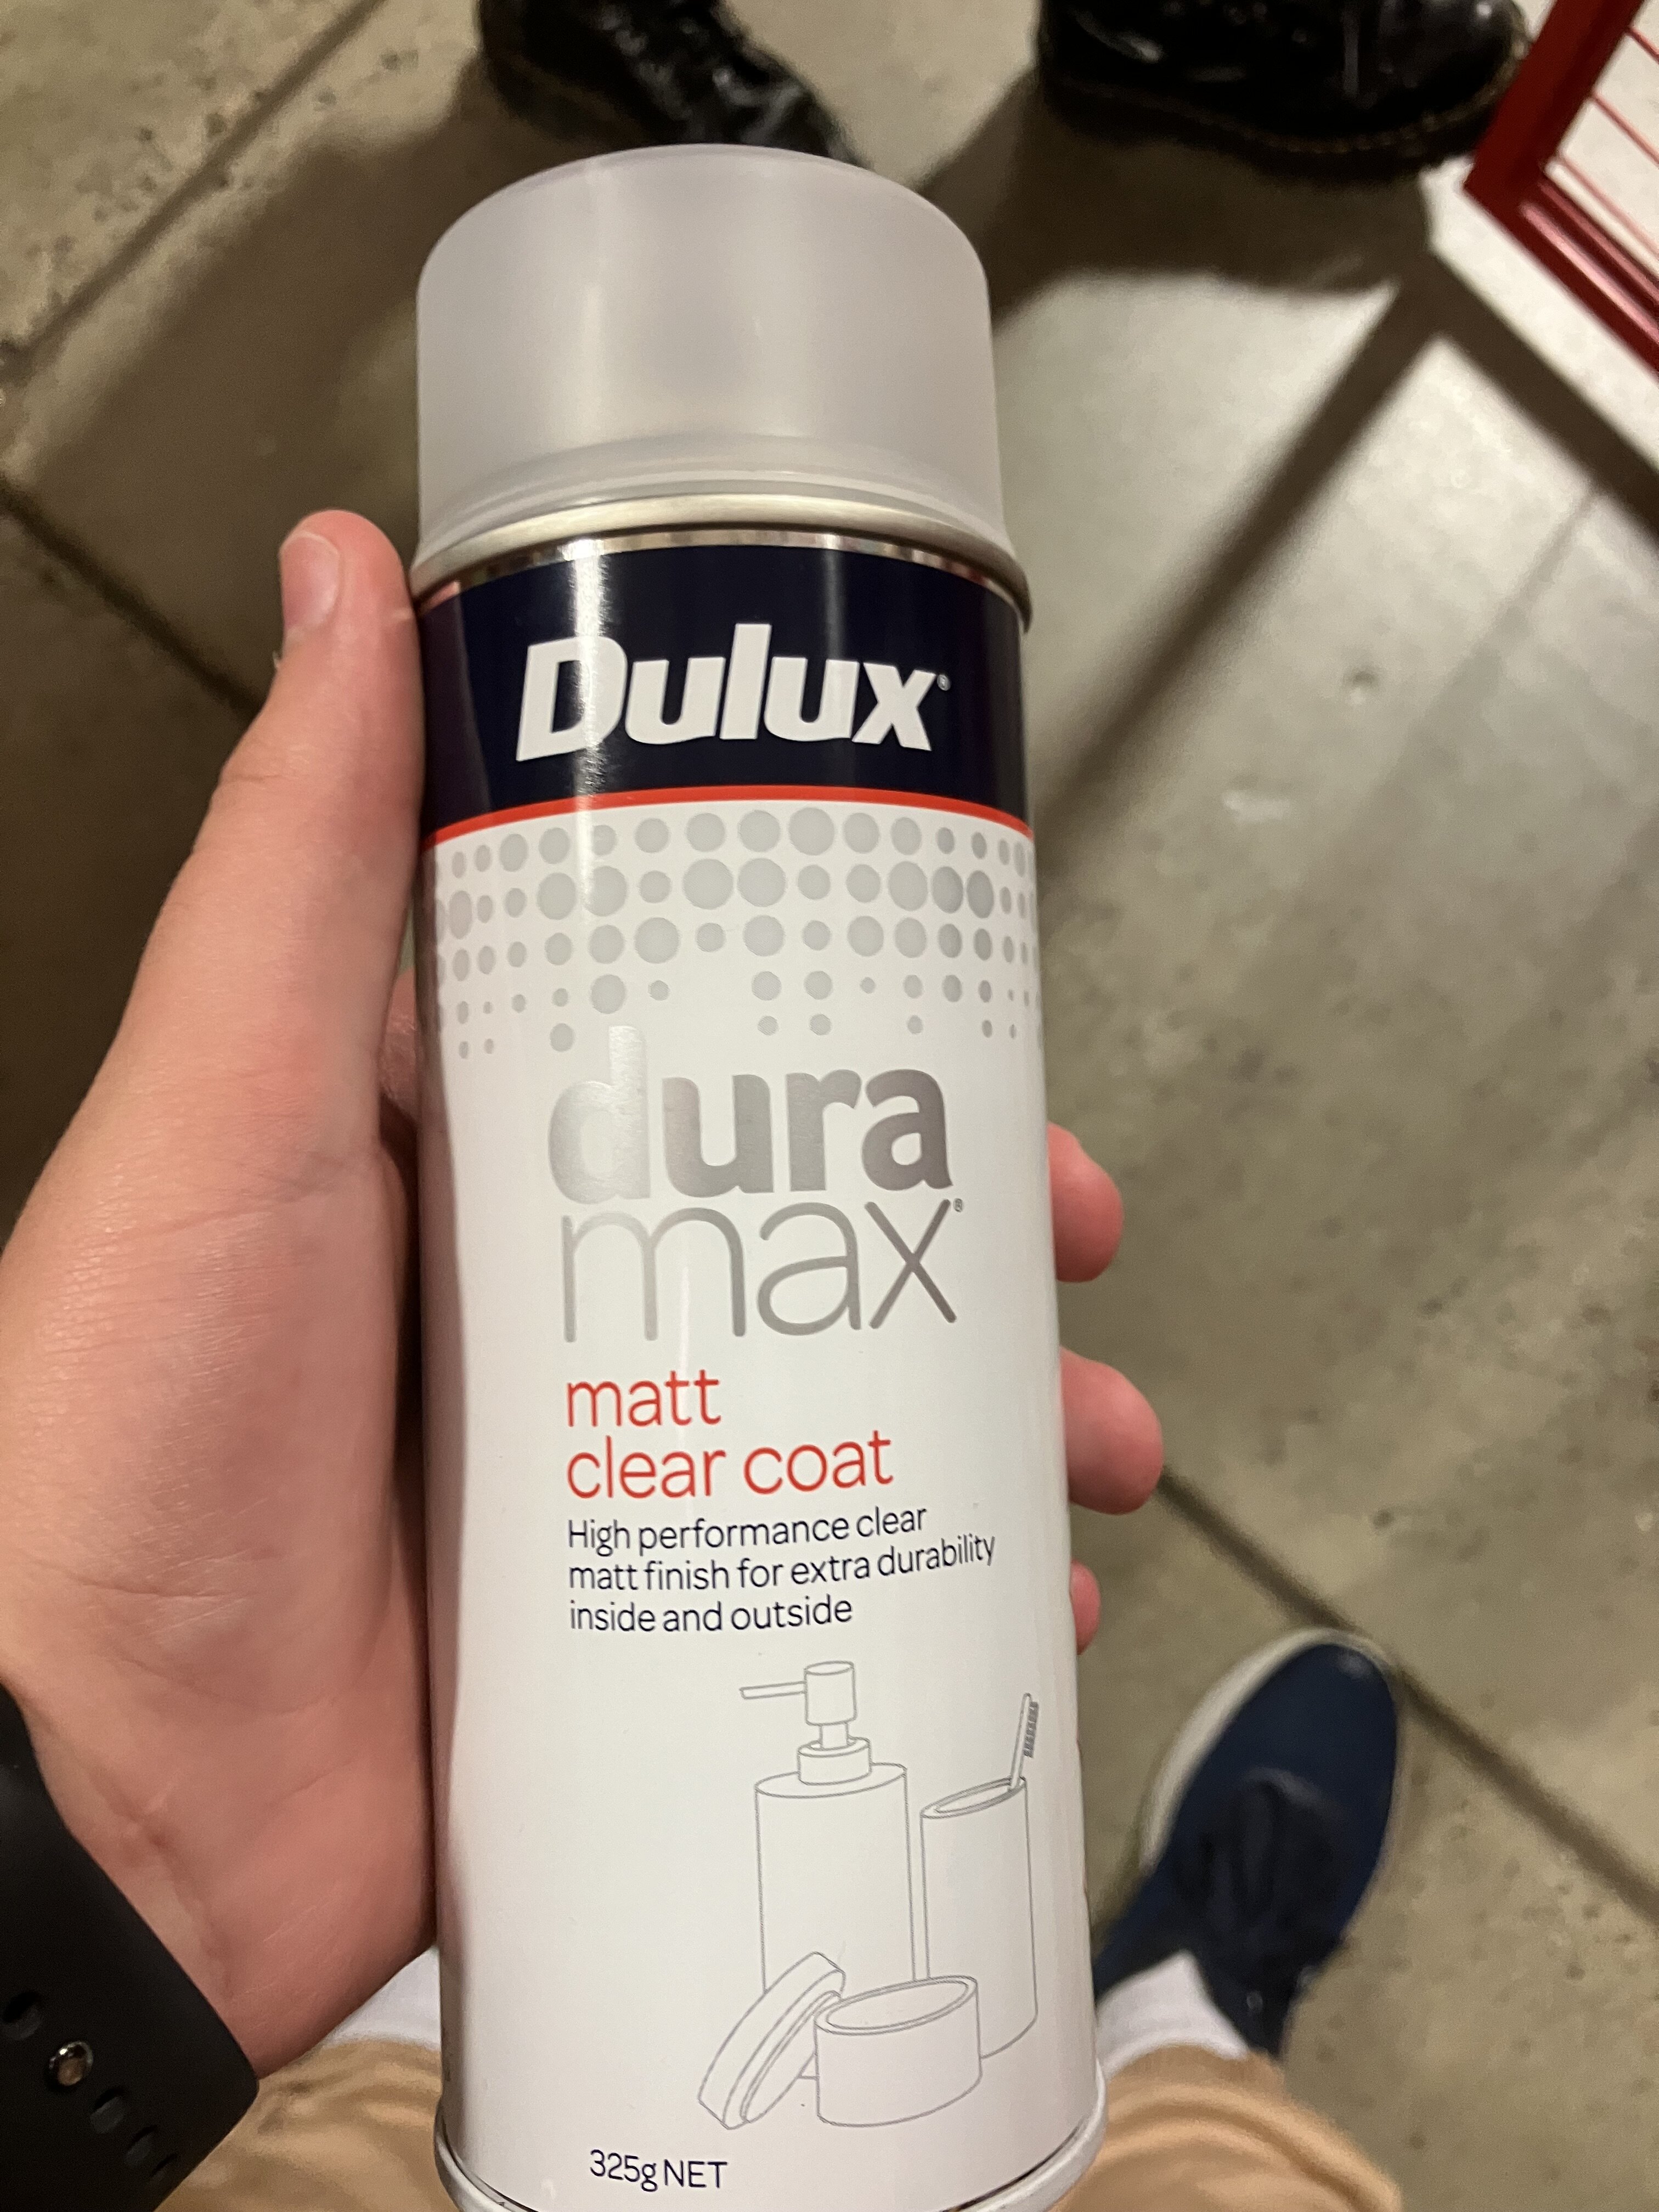 Dulux®
dura
max®
matt
clear coat
High performance clear
matt finish for extra durability
inside and outside
325g NET